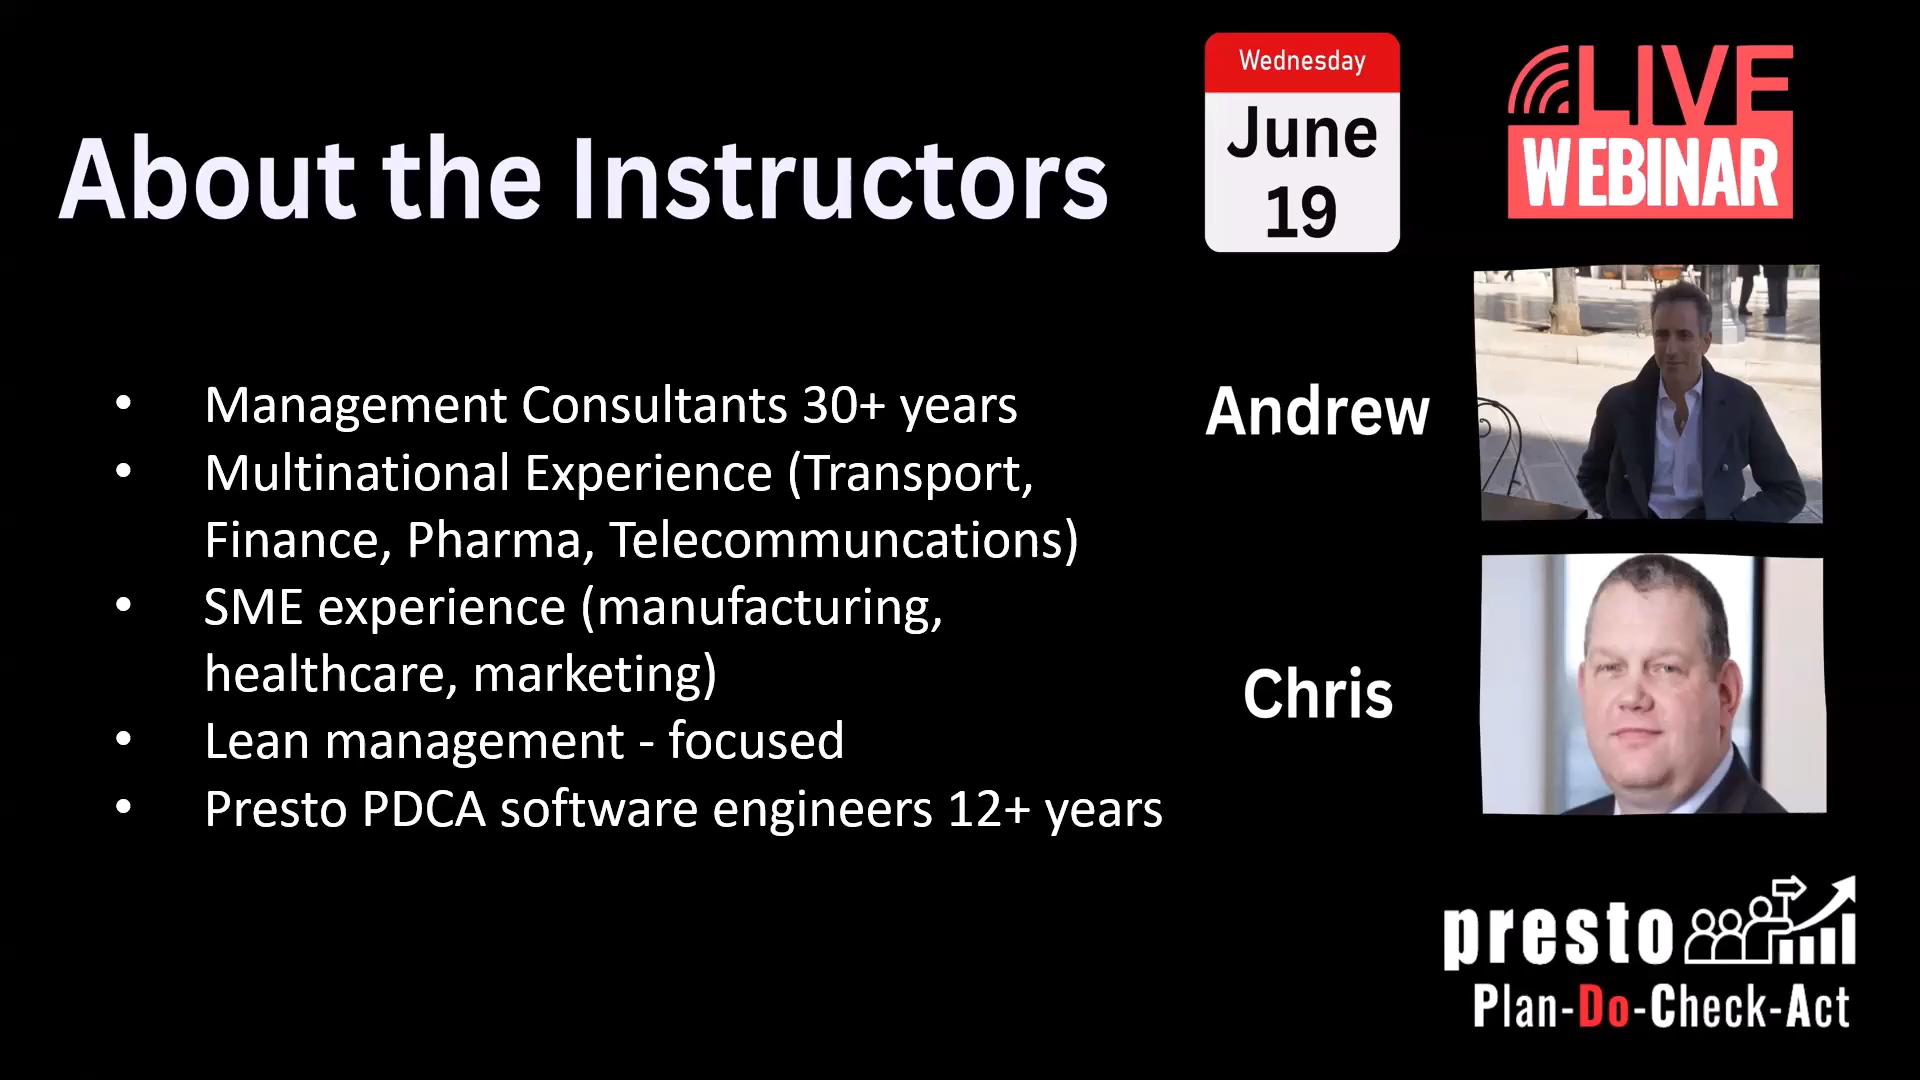 About the Instructors
Wednesday
June
19
LIVE
WEBINAR
• Management Consultants 30+ years
• Multinational Experience (Transport,
Finance, Pharma, Telecommuncations)
• SME experience (manufacturing,
healthcare, marketing)
• Lean management - focused
• Presto PDCA software engineers 12+ years
Andrew
Chris
presto
Plan-Do-Check-Act